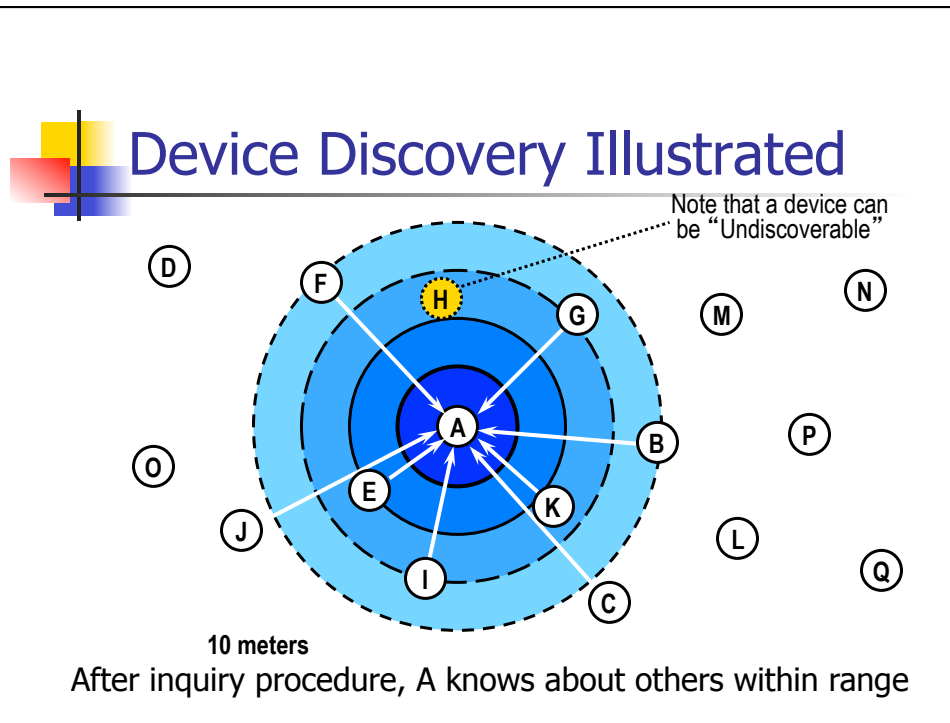 Device Discovery Illustrated
Note that a device can
be “Undiscoverable”
D
F
H
G
M
N
A
B
P
O
E
K
J
L
I
C
Q
10 meters
After inquiry procedure, A knows about others within range